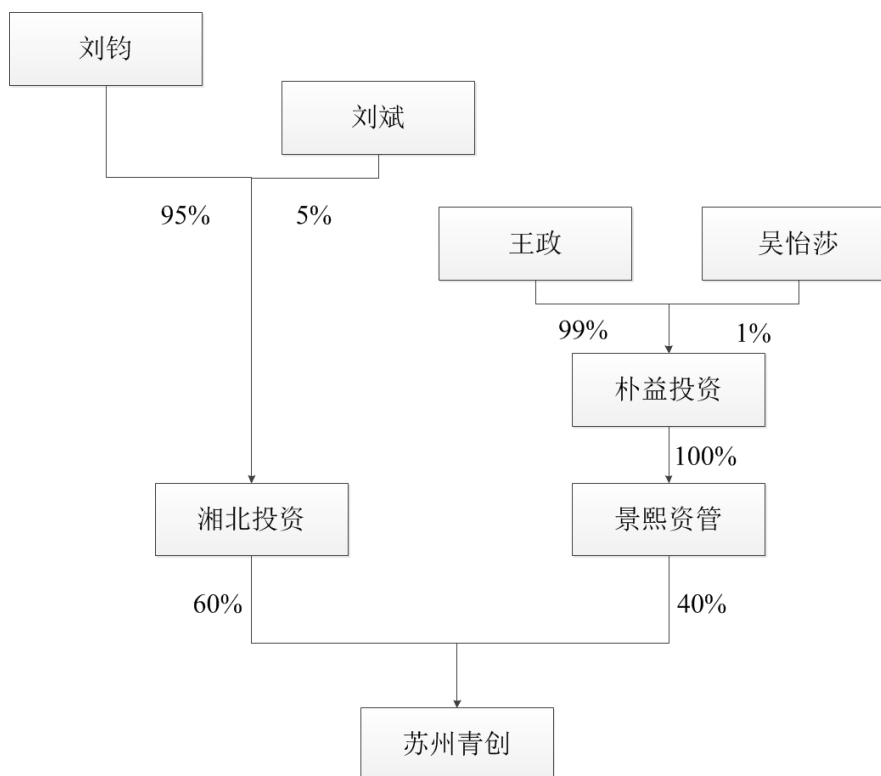 刘钧
刘斌
95%
5%
王政
吴怡莎
99%
1%
朴益投资
100%
湘北投资
景熙资管
60%
40%
苏州青创